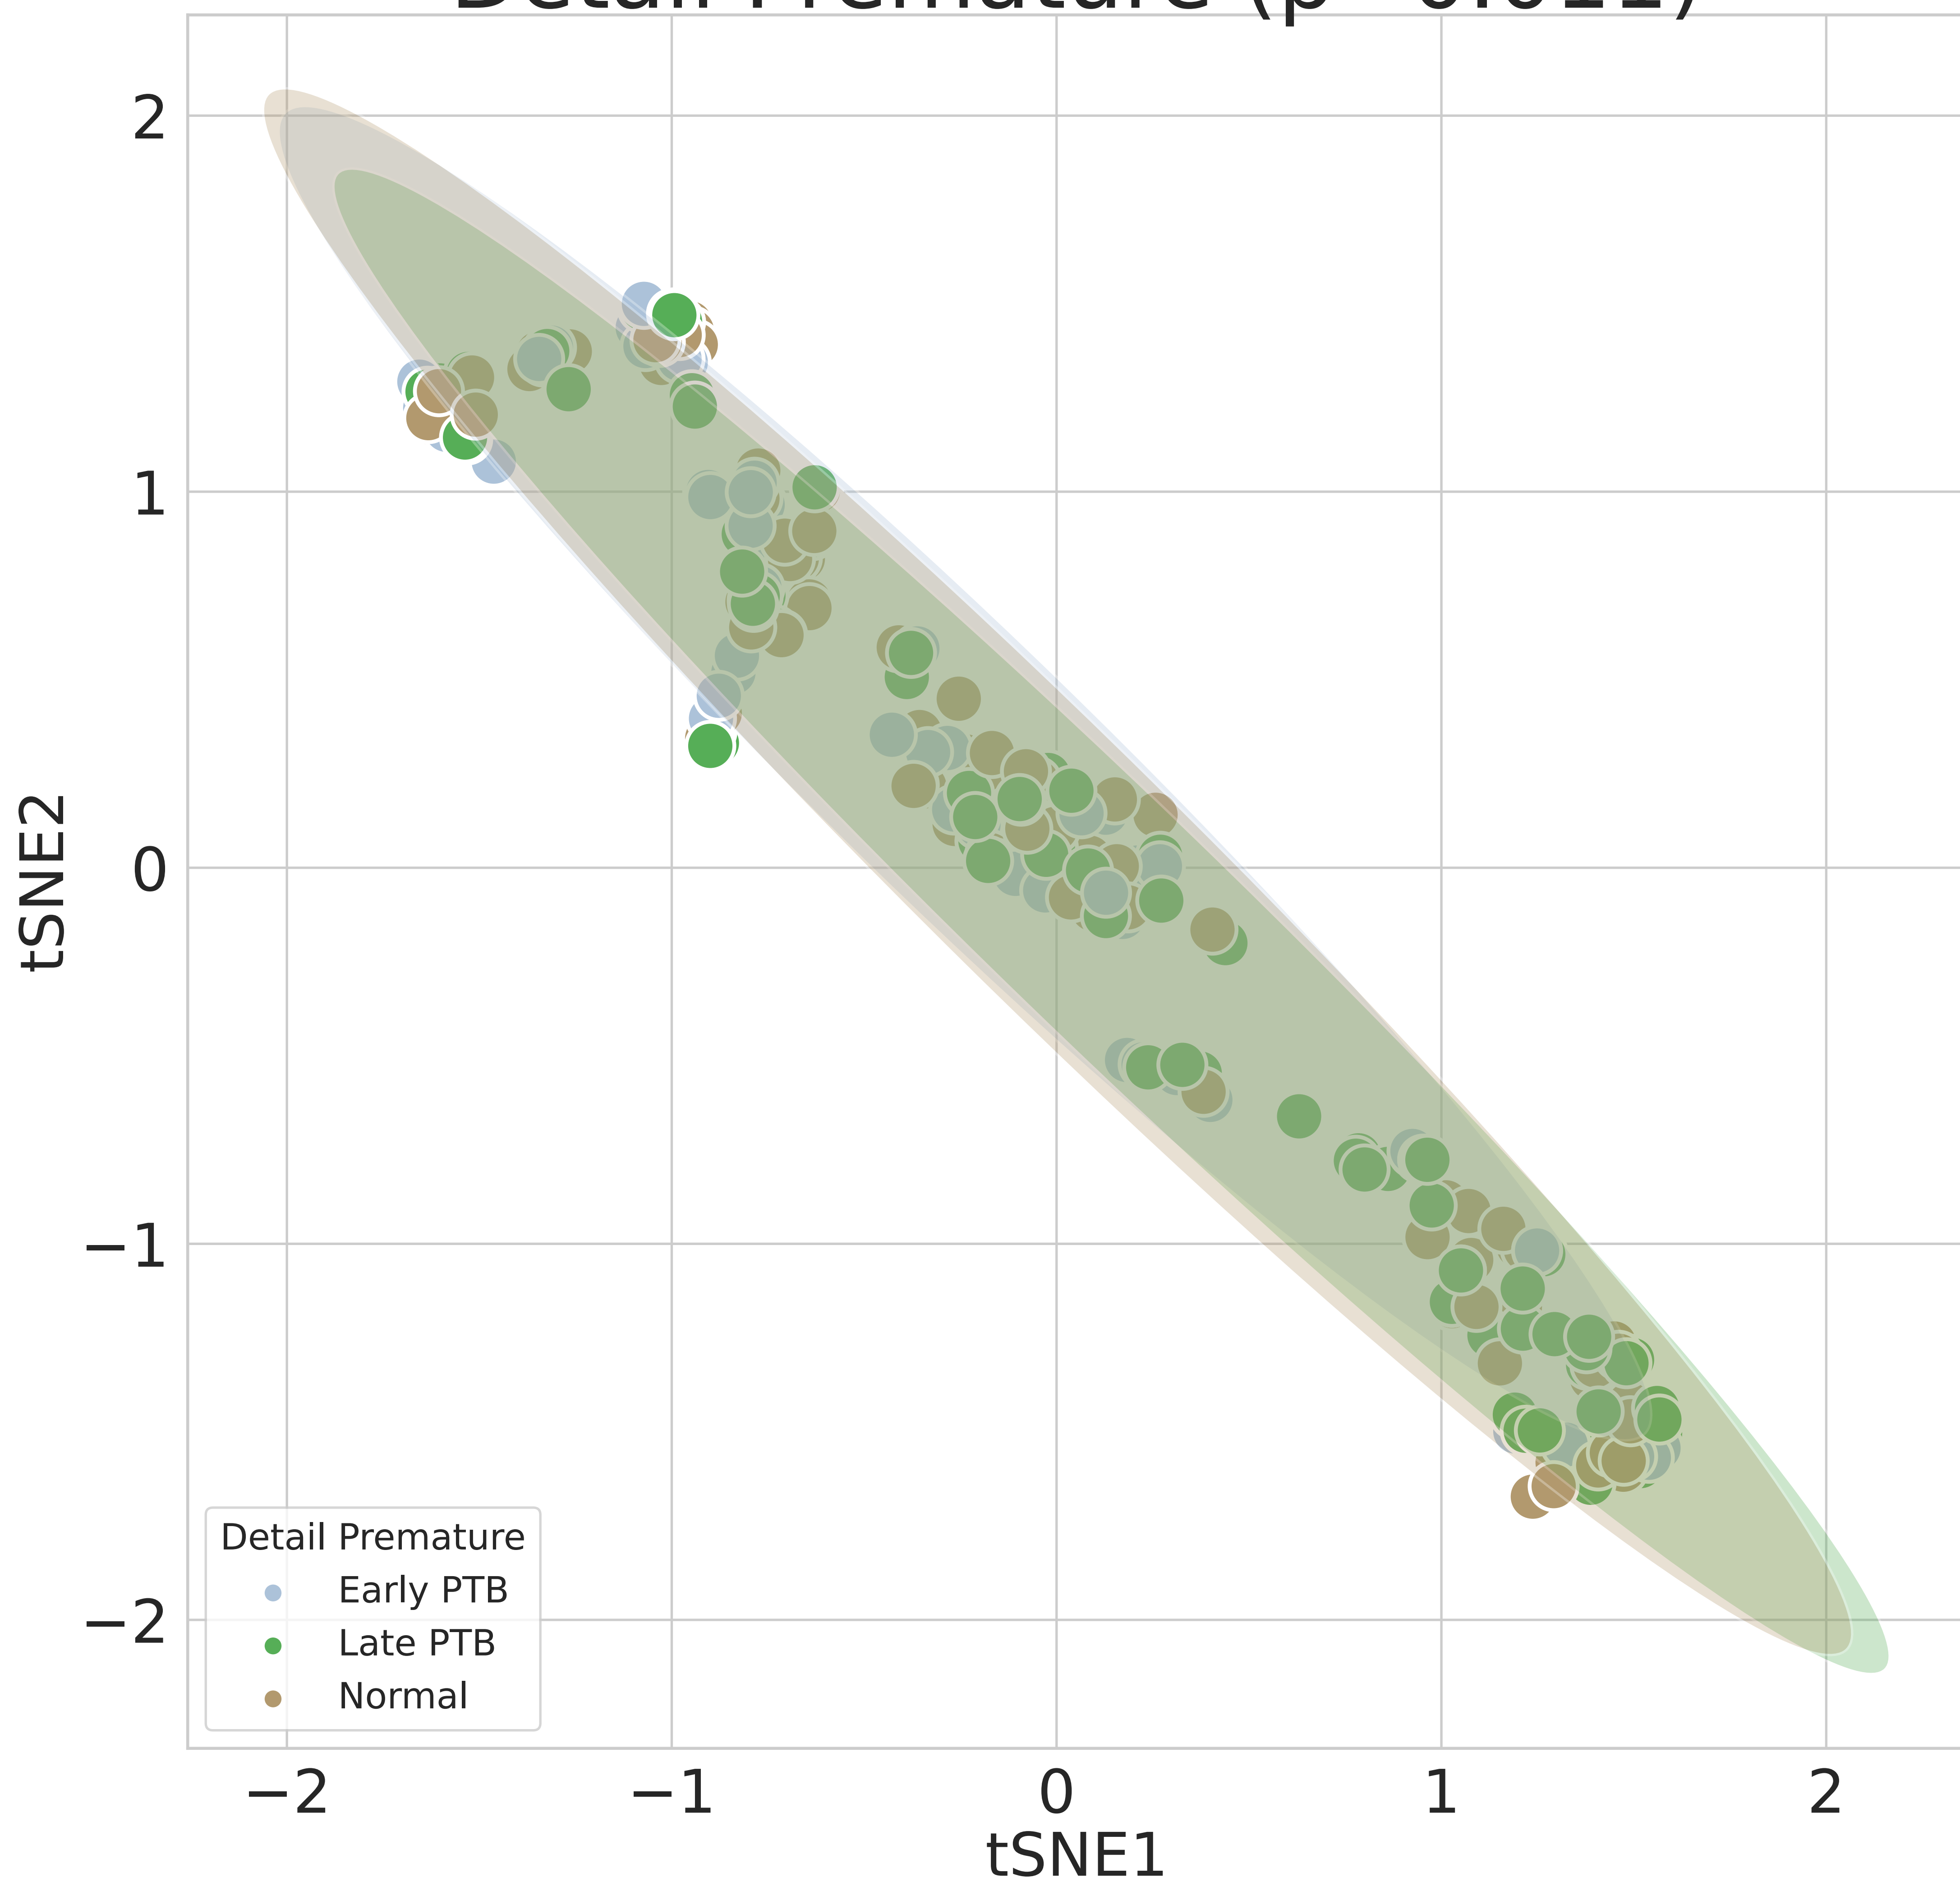 2
1
0
−1
−2
tSNE2
Detail Premature
Early PTB
Late PTB
Normal
−2 −1 0 1 2
tSNE1